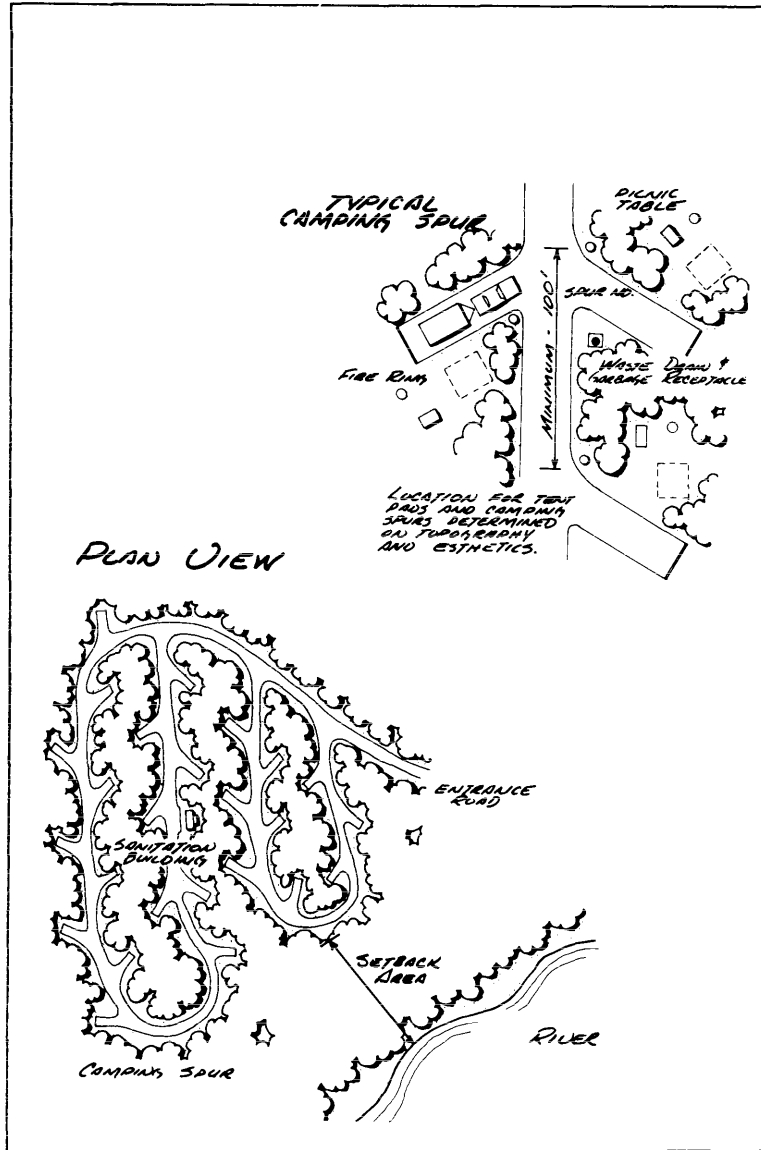 TYPICAL
CAMPING SPUR
PICNIC
TABLE
SPUR NO.
MINIMUM - 100'
FIRE RING
WASTE DRAIN &
GARBAGE RECEPTACLE
LOCATION FOR TENT
PADS AND CAMPING
SPURS DETERMINED
ON TOPOGRAPHY
AND ESTHETICS.
PLAN VIEW
ENTRANCE
ROAD
SANITATION
BUILDING
SETBACK
AREA
RIVER
CAMPING SPUR